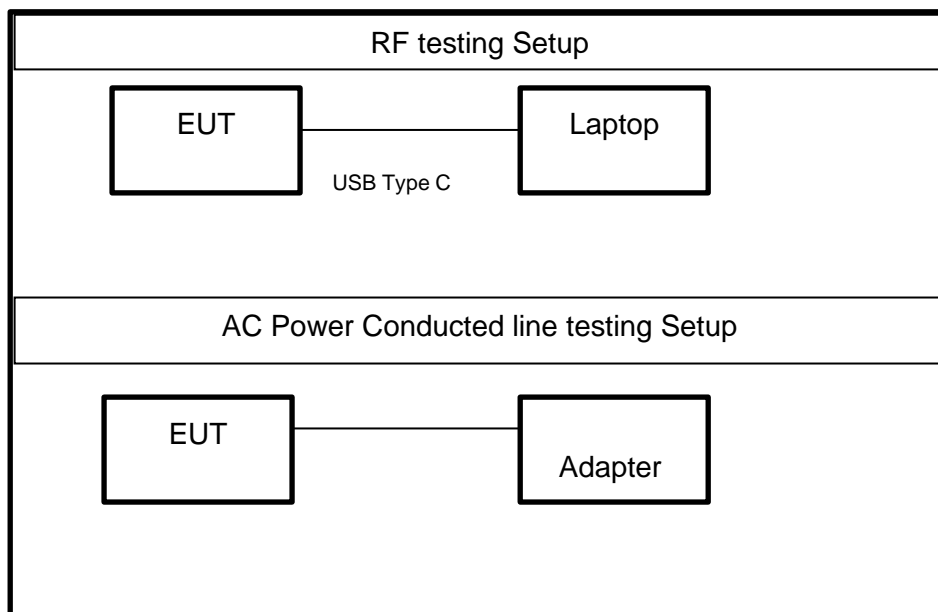 RF testing Setup
EUT
Laptop
USB Type C
AC Power Conducted line testing Setup
EUT
Adapter